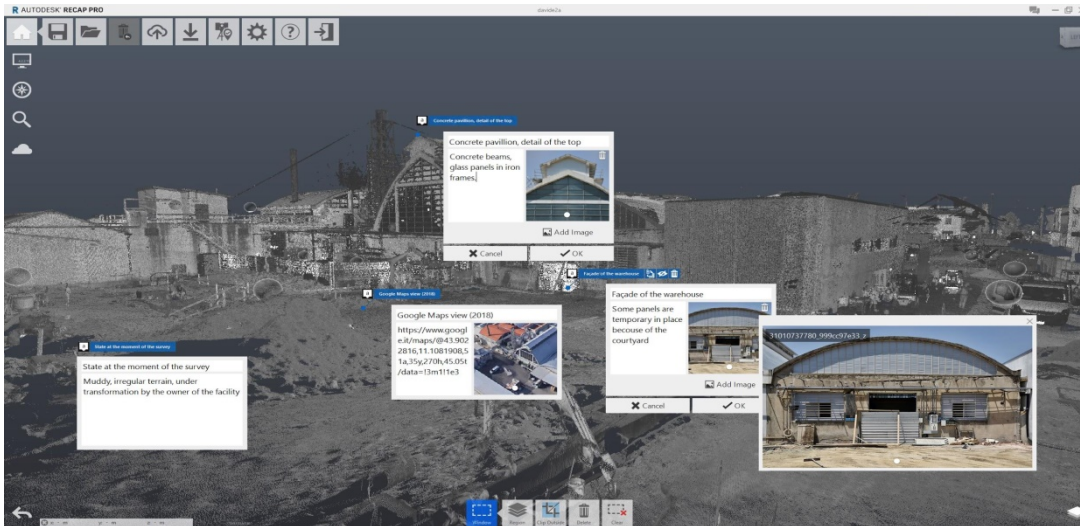 R AUTODESK® RECAP PRO
davide2a
Concrete pavillion, detail of the top
Concrete pavillion, detail of the top
Concrete beams,
glass panels in iron
frames,
Add Image
Cancel
OK
Façade of the warehouse
Façade of the warehouse
Some panels are
temporary in place
becouse of the
courtyard
Add Image
Cancel
OK
31010737780_999cc97e33_z
Google Maps view (2018)
Google Maps view (2018)
https://www.googl
e.it/maps/@43.902
2816,11.1081908,5
1a,35y,270h,45.05t
/data=!3m1!1e3
State at the moment of the survey
State at the moment of the survey
Muddy, irregular terrain, under
transformation by the owner of the facility
Window
Region
Clip Outside
Delete
Clear